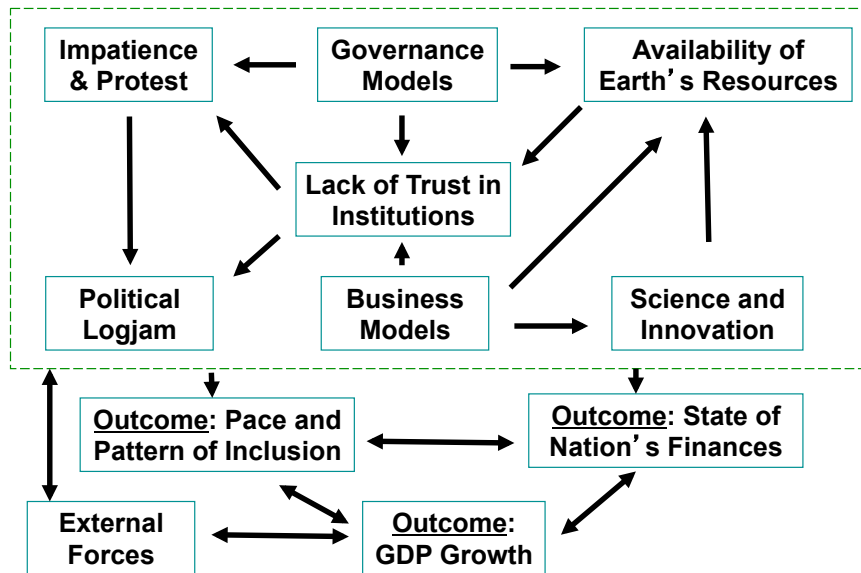 Impatience
& Protest
Governance
Models
Availability of
Earth’s Resources
Lack of Trust in
Institutions
Political
Logjam
Business
Models
Science and
Innovation
Outcome: Pace and
Pattern of Inclusion
Outcome: State of
Nation’s Finances
External
Forces
Outcome:
GDP Growth